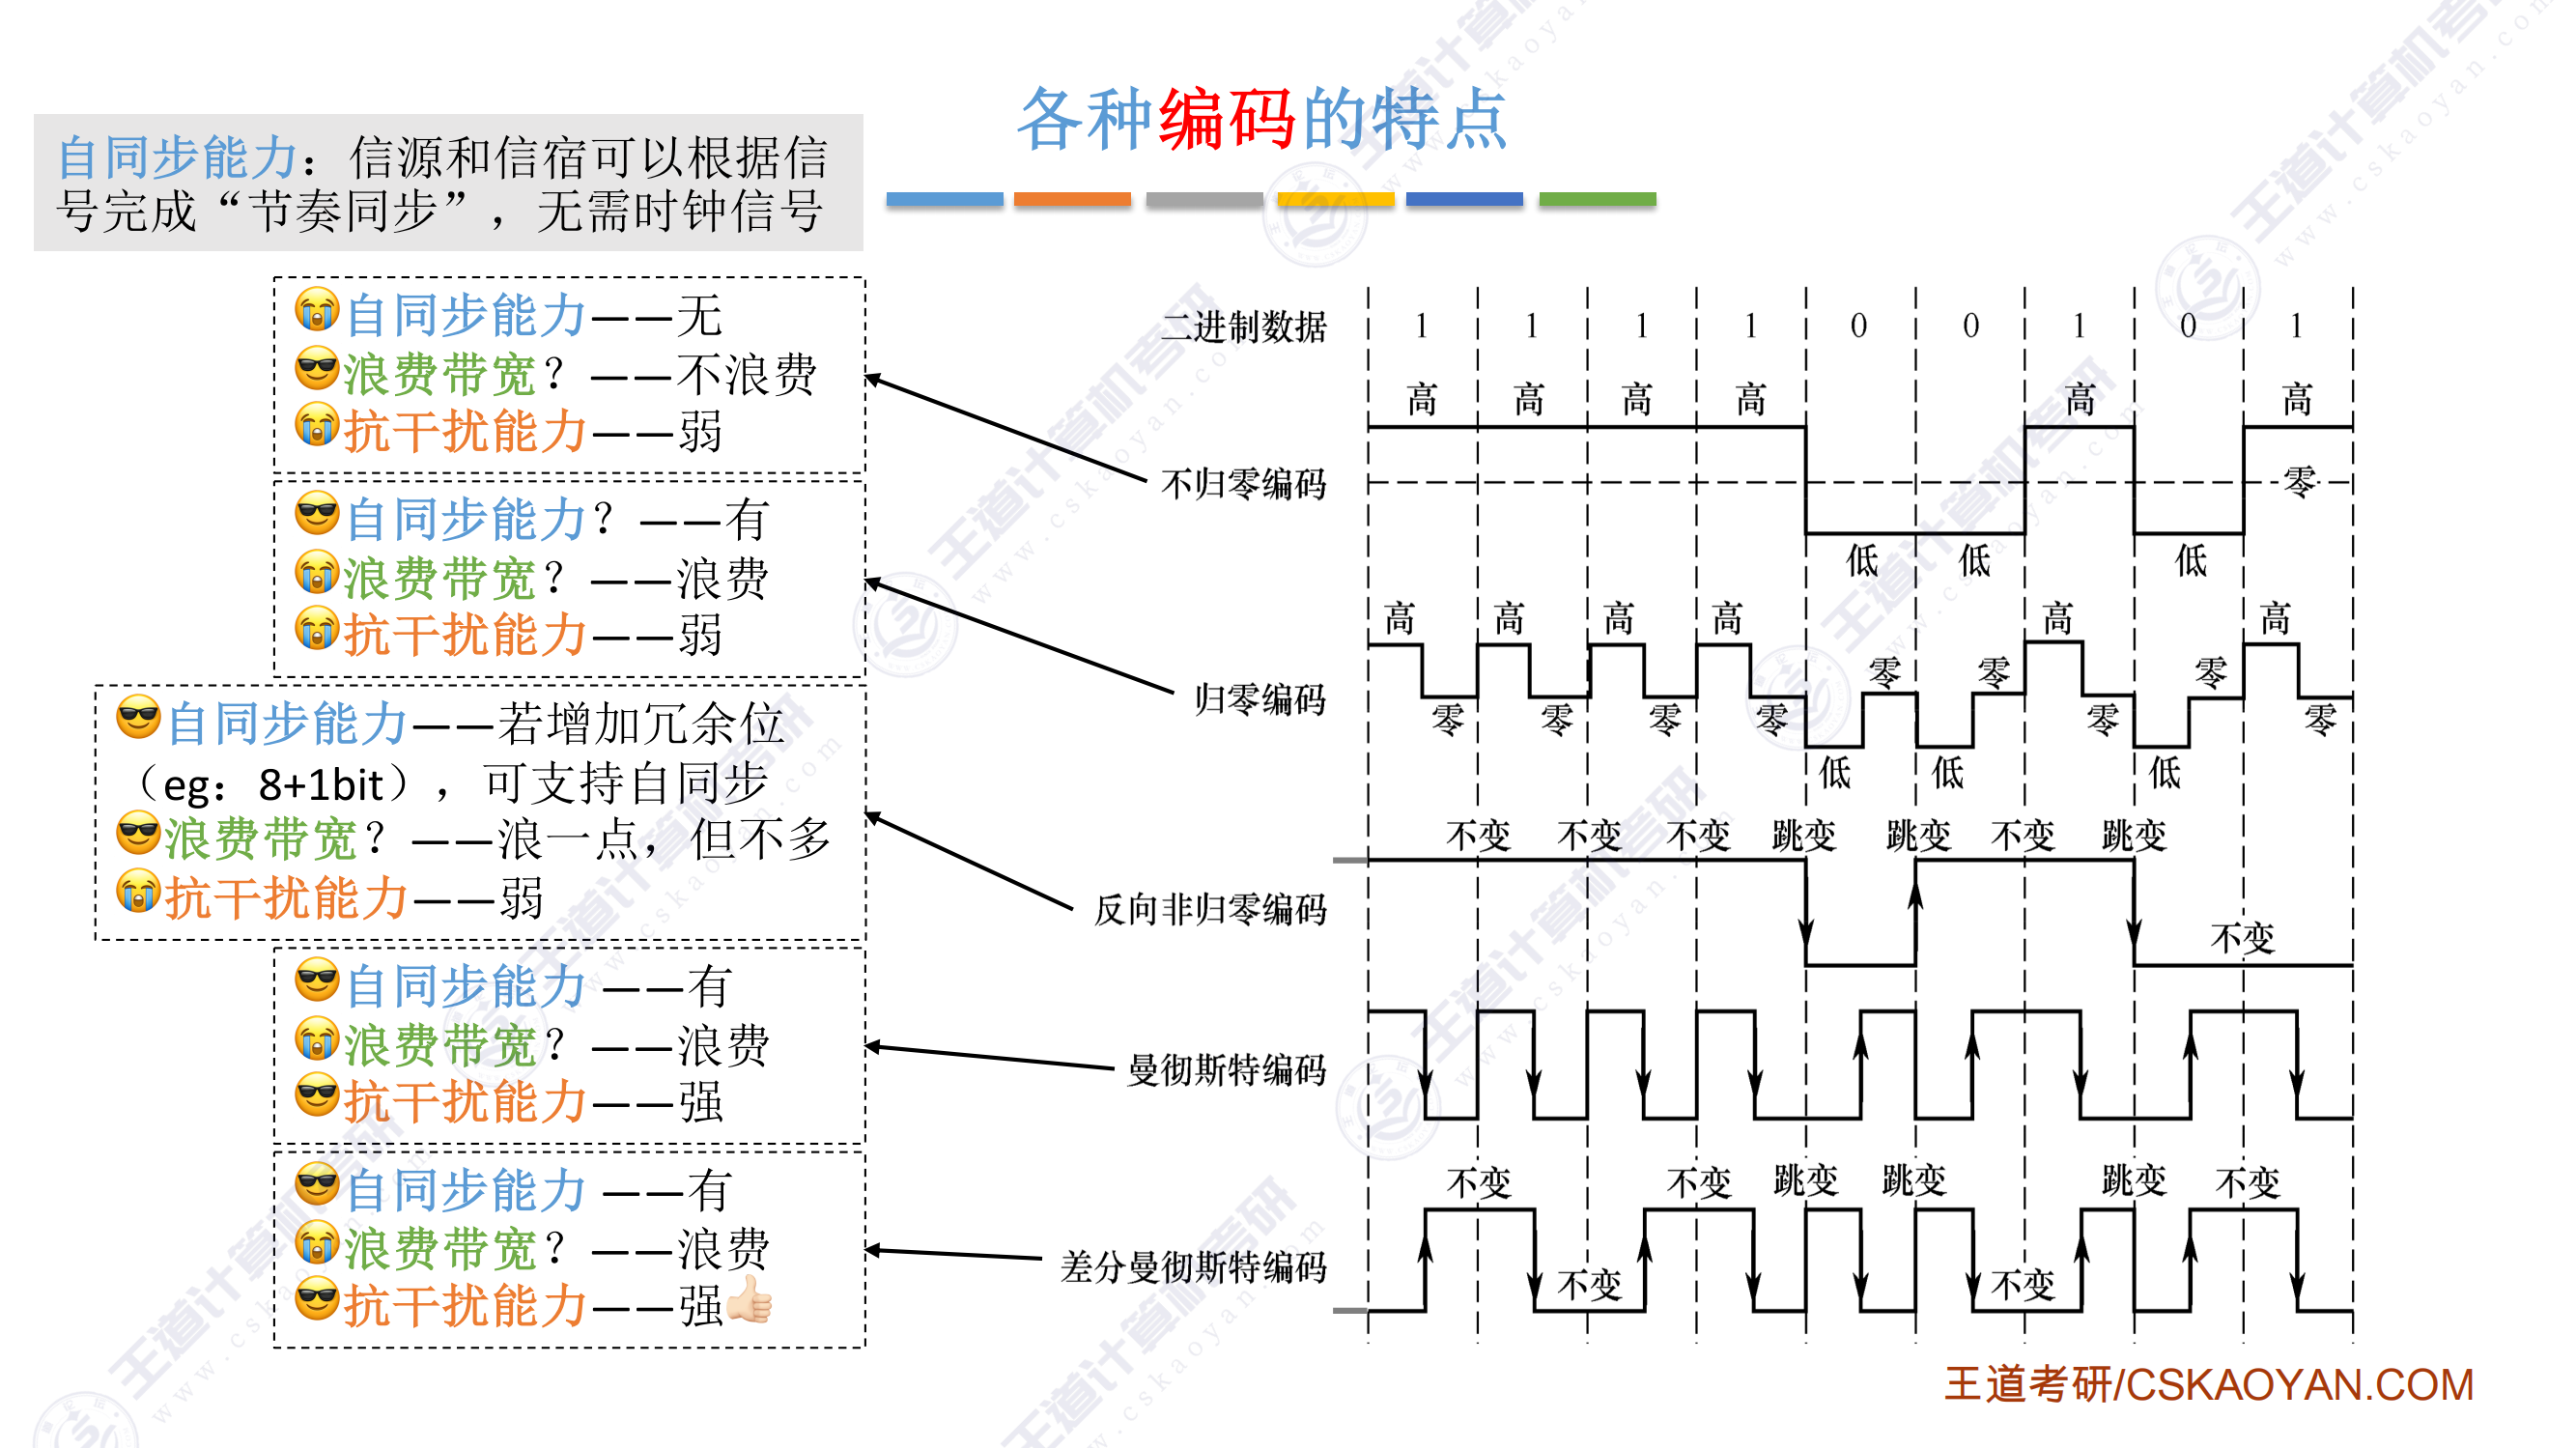 各种编码的特点
自同步能力：信源和信宿可以根据信
号完成“节奏同步”，无需时钟信号
自同步能力——无
浪费带宽？——不浪费
抗干扰能力——弱
自同步能力？——有
浪费带宽？——浪费
抗干扰能力——弱
自同步能力——若增加冗余位
（eg：8+1bit），可支持自同步
浪费带宽？——浪一点，但不多
抗干扰能力——弱
自同步能力 ——有
浪费带宽？——浪费
抗干扰能力——强
自同步能力 ——有
浪费带宽？——浪费
抗干扰能力——强
二进制数据 1 1 1 1 0 0 1 0 1
高 高 高 高 高 高
不归零编码 零
低 低 低
高 高 高 高 高 高
零 零 零
归零编码
零 零 零 零 零 零
低 低 低
不变 不变 不变 跳变 跳变 不变 跳变
反向非归零编码
不变
曼彻斯特编码
不变 不变 跳变 跳变 跳变 不变
差分曼彻斯特编码
不变 不变
王道考研/CSKAOYAN.COM
王道计算机考研
www.cskaoyan.com